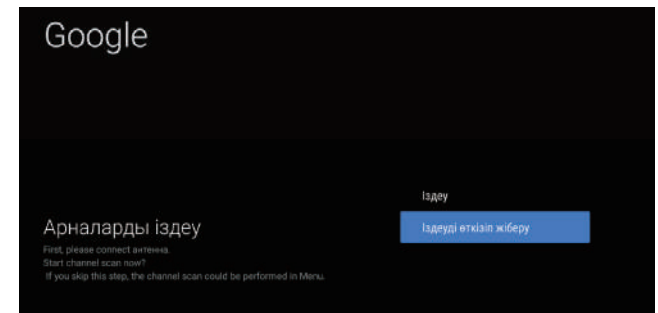 Google
Іздеу
Іздеуді өткізіп жіберу
Арналарды іздеу
First, please connect антенна.
Start channel scan now?
If you skip this step, the channel scan could be performed in Menu.